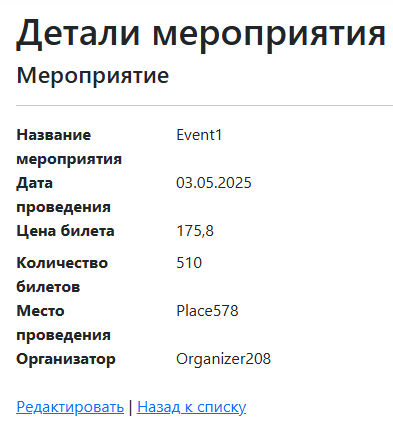 Детали мероприятия
Мероприятие
Название Event1
мероприятия
Дата 03.05.2025
проведения
Цена билета 175,8
Количество 510
билетов
Место Place578
проведения
Организатор Organizer208
Редактировать | Назад к списку